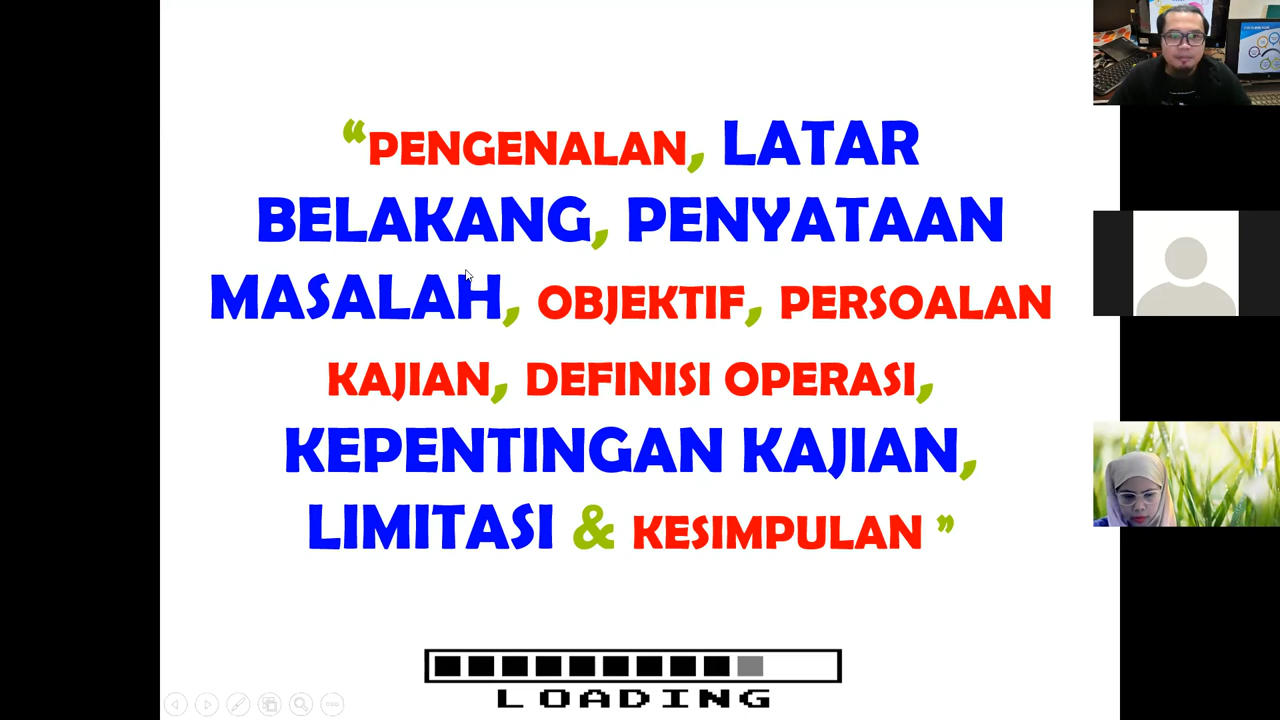 “PENGENALAN, LATAR
BELAKANG, PENYATAAN
MASALAH, OBJEKTIF, PERSOALAN
KAJIAN, DEFINISI OPERASI,
KEPENTINGAN KAJIAN,
LIMITASI & KESIMPULAN ”
LOADING